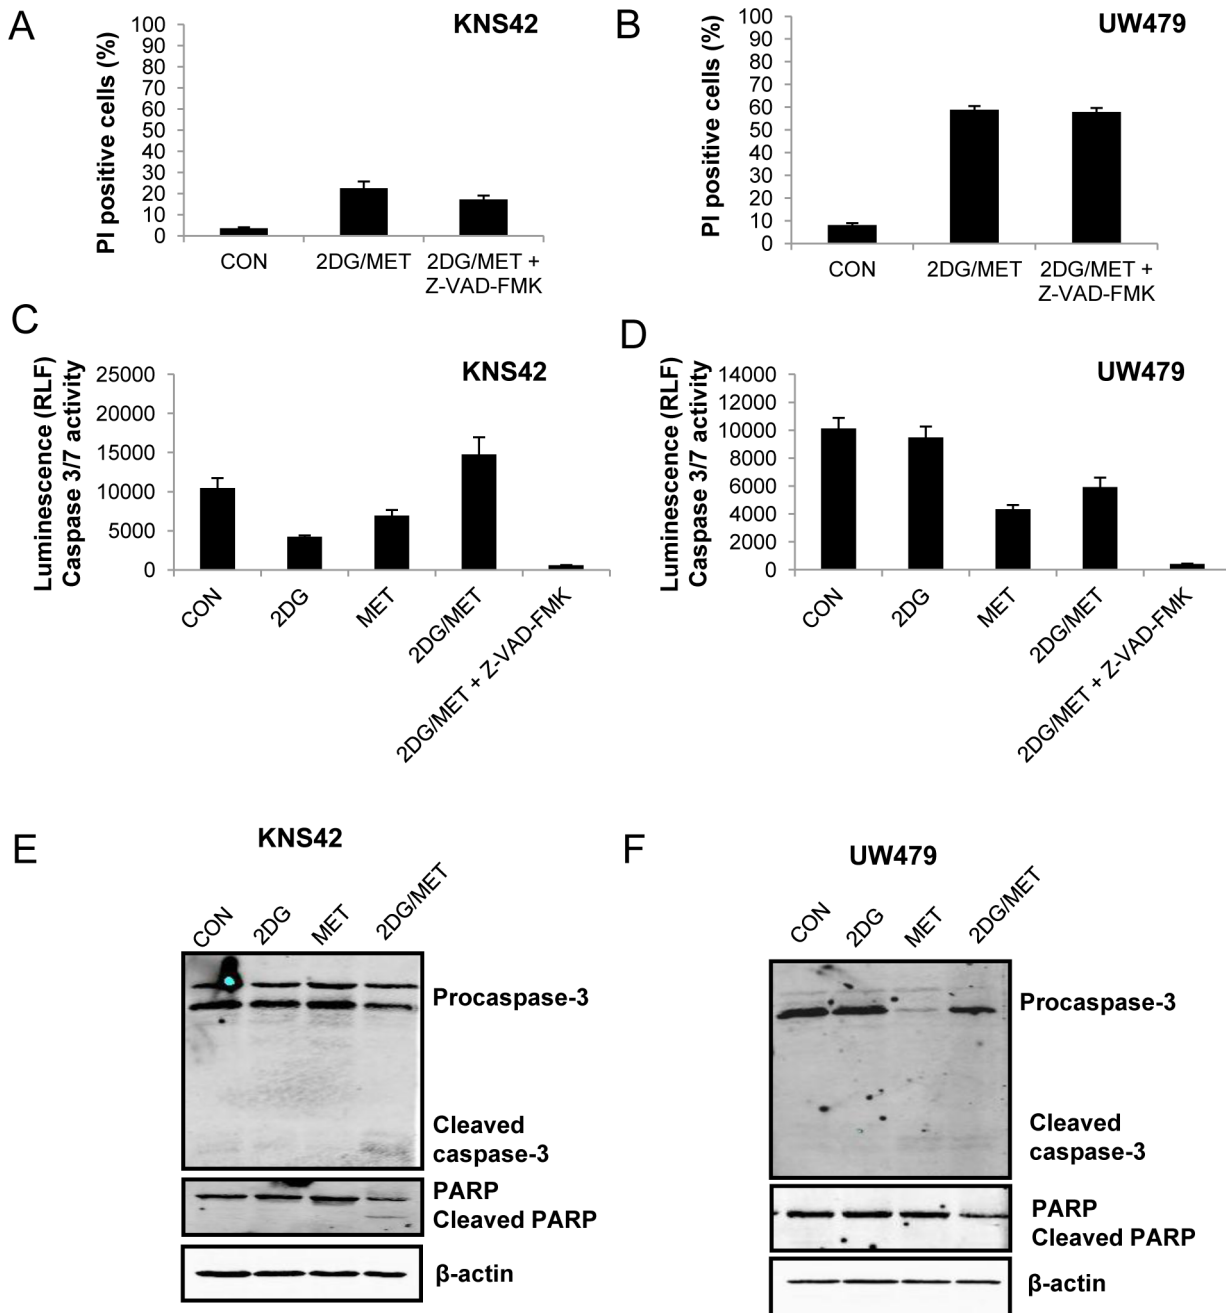 A
KNS42
PI positive cells (%)
100
90
80
70
60
50
40
30
20
10
0
CON
2DG/MET
2DG/MET +
Z-VAD-FMK
B
UW479
PI positive cells (%)
100
90
80
70
60
50
40
30
20
10
0
CON
2DG/MET
2DG/MET +
Z-VAD-FMK
C
KNS42
Luminescence (RLF)
Caspase 3/7 activity
25000
20000
15000
10000
5000
0
CON
2DG
MET
2DG/MET
2DG/MET + Z-VAD-FMK
D
UW479
Luminescence (RLF)
Caspase 3/7 activity
14000
12000
10000
8000
6000
4000
2000
0
CON
2DG
MET
2DG/MET
2DG/MET + Z-VAD-FMK
E
KNS42
CON
2DG
MET
2DG/MET
Procaspase-3
Cleaved
caspase-3
PARP
Cleaved PARP
β-actin
F
UW479
CON
2DG
MET
2DG/MET
Procaspase-3
Cleaved
caspase-3
PARP
Cleaved PARP
β-actin